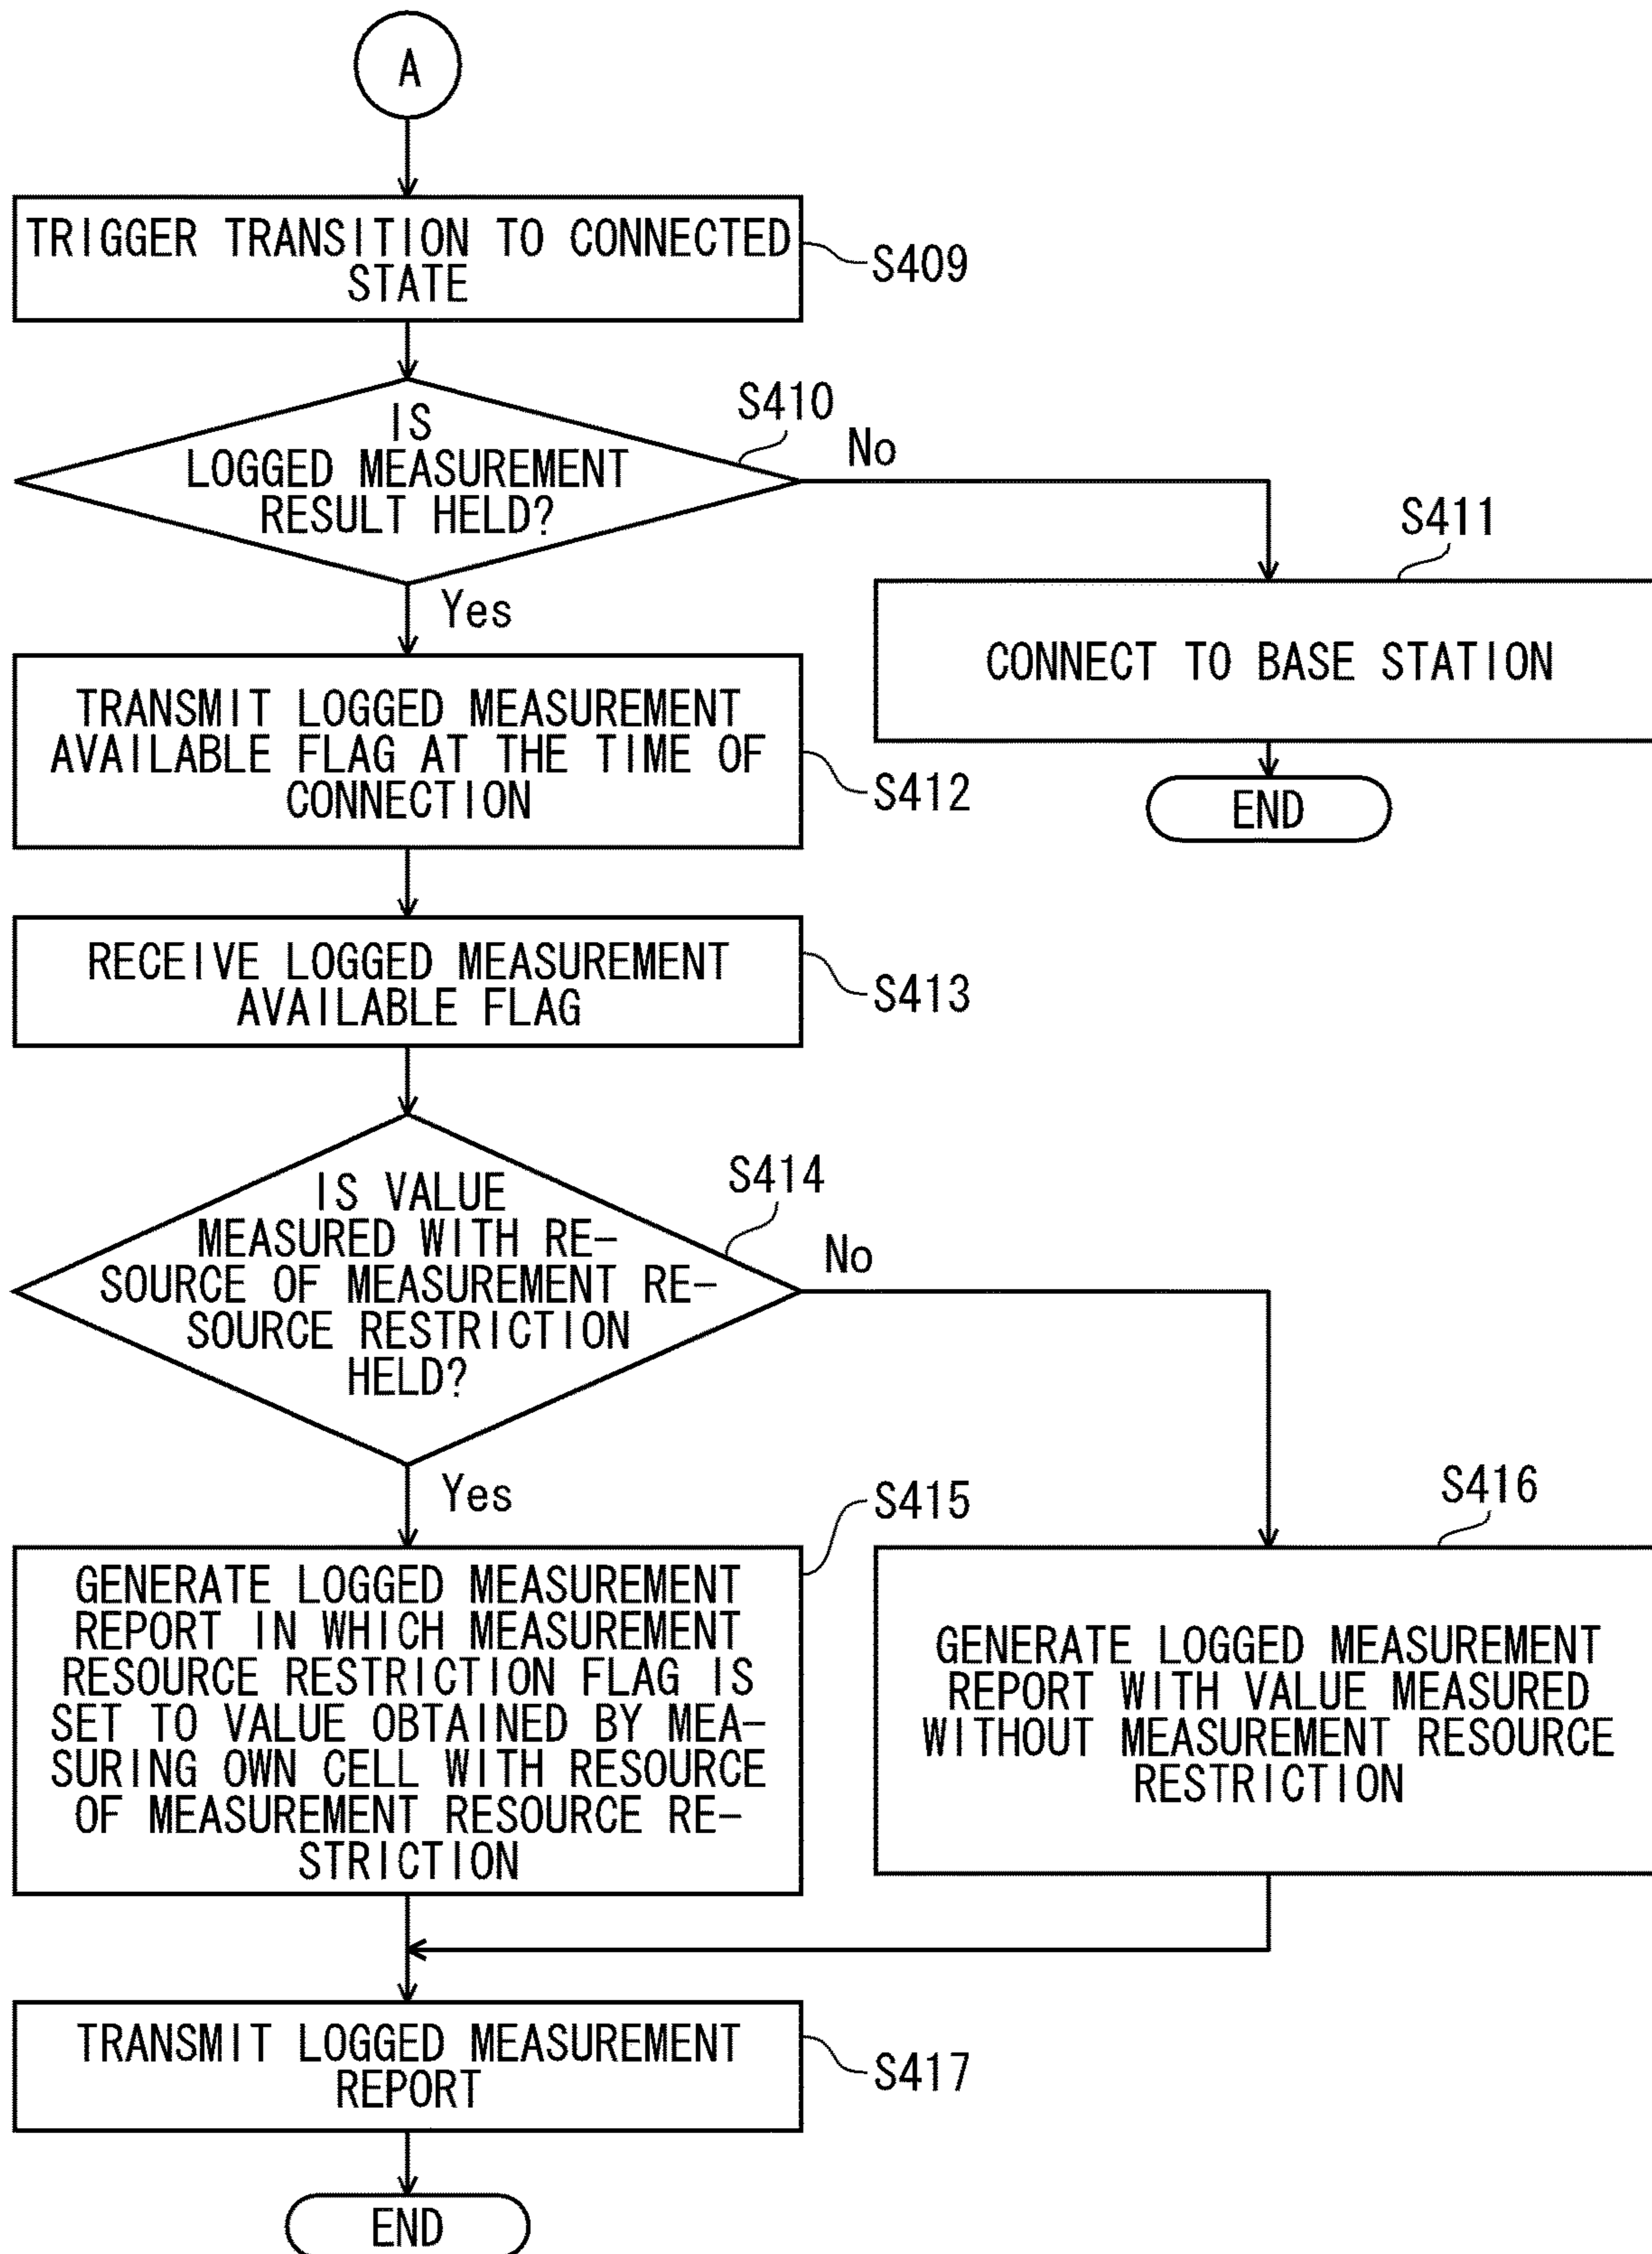 A
TRIGGER TRANSITION TO CONNECTED
STATE
S409
IS
LOGGED MEASUREMENT
RESULT HELD?
S410
No
S411
CONNECT TO BASE STATION
END
Yes
TRANSMIT LOGGED MEASUREMENT
AVAILABLE FLAG AT THE TIME OF
CONNECTION
S412
RECEIVE LOGGED MEASUREMENT
AVAILABLE FLAG
S413
IS VALUE
MEASURED WITH RE-
SOURCE OF MEASUREMENT RE-
SOURCE RESTRICTION
HELD?
S414
No
Yes
S415
GENERATE LOGGED MEASUREMENT
REPORT IN WHICH MEASUREMENT
RESOURCE RESTRICTION FLAG IS
SET TO VALUE OBTAINED BY MEA-
SURING OWN CELL WITH RESOURCE
OF MEASUREMENT RESOURCE RE-
STRICTION
S416
GENERATE LOGGED MEASUREMENT
REPORT WITH VALUE MEASURED
WITHOUT MEASUREMENT RESOURCE
RESTRICTION
TRANSMIT LOGGED MEASUREMENT
REPORT
S417
END